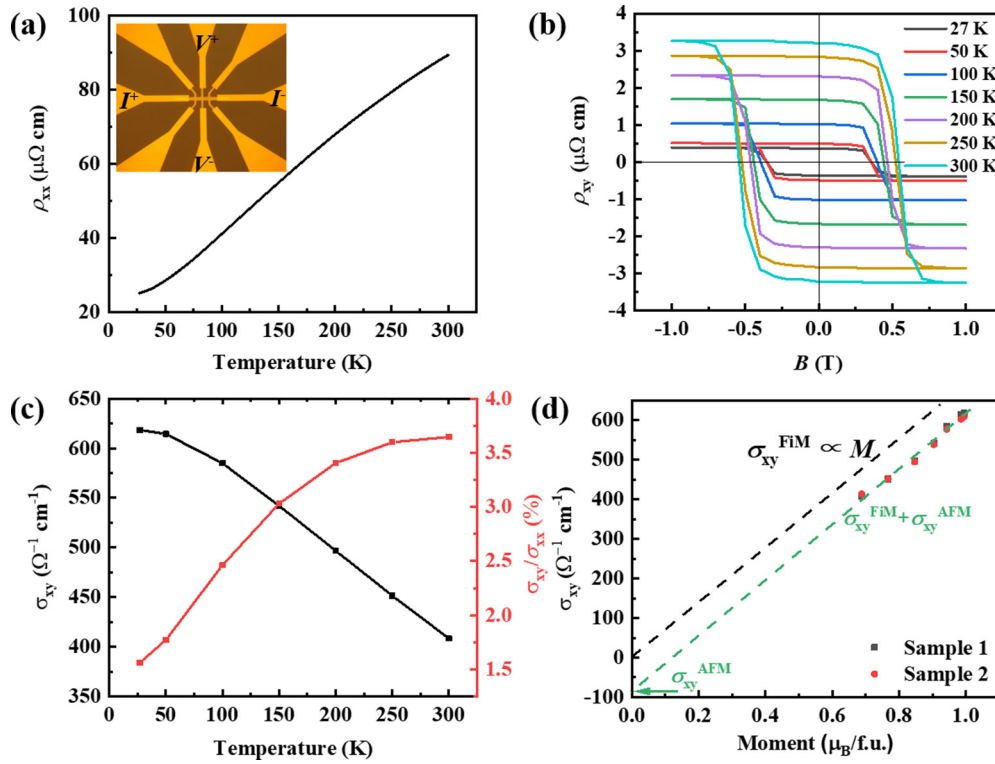 (a)
100
80
60
40
20
ρxx (μΩ cm)
0 50 100 150 200 250 300
Temperature (K)
V+
I+ I-
V-
(b)
4
3
2
1
0
-1
-2
-3
-4
ρxy (μΩ cm)
-1.0 -0.5 0.0 0.5 1.0
B (T)
27 K
50 K
100 K
150 K
200 K
250 K
300 K
(c)
650
600
550
500
450
400
350
σxy (Ω−1 cm-1)
4.0
3.5
3.0
2.5
2.0
1.5
σxy/σxx (%)
0 50 100 150 200 250 300
Temperature (K)
(d)
600
500
400
300
200
100
0
-100
σxy (Ω−1 cm-1)
0.0 0.2 0.4 0.6 0.8 1.0
Moment (μB/f.u.)
σxyFiM ∝ M
σxyFiM+σxyAFM
σxyAFM
Sample 1
Sample 2